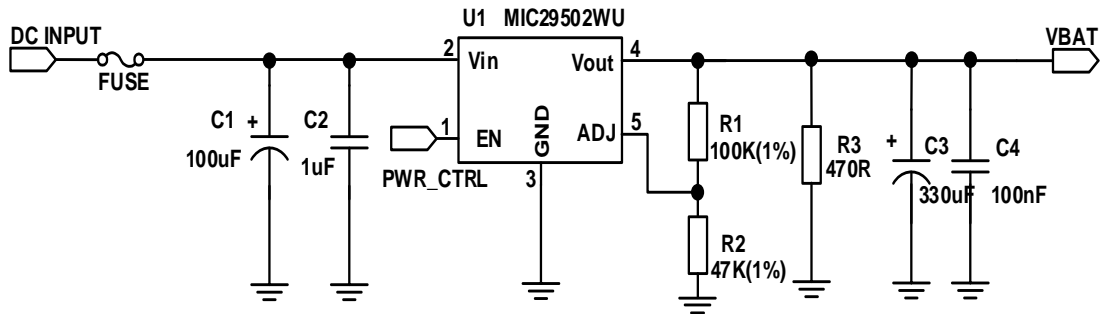 U1 MIC29502WU
DC INPUT
FUSE
2
Vin
Vout
4
VBAT
C1
+
100uF
C2
1uF
1
EN
PWR_CTRL
GND
3
ADJ
5
R1
100K(1%)
R2
47K(1%)
R3
470R
+
C3
330uF
C4
100nF